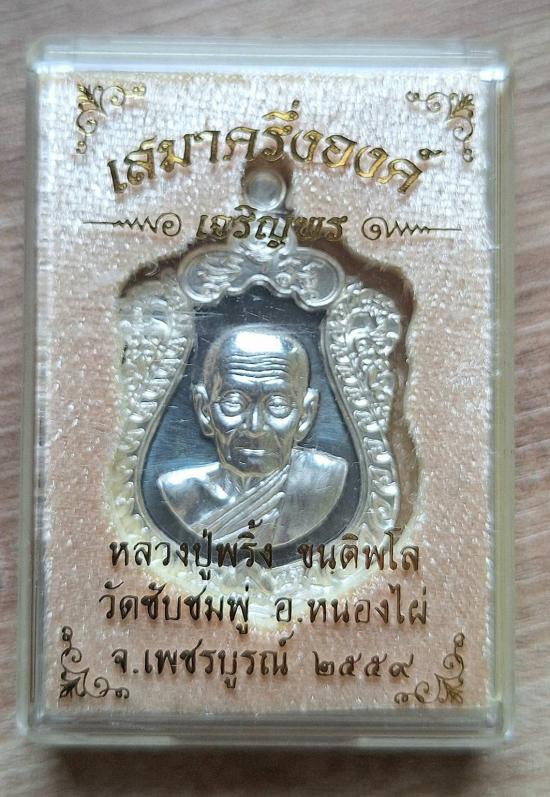 เสมาครึ่งองค์
เจริญพร
หลวงปู่พริ้ง ขนติพโล
วัดซับชมพู่ อ.หนองไผ่
จ.เพชรบูรณ์ ๒๕๕๙